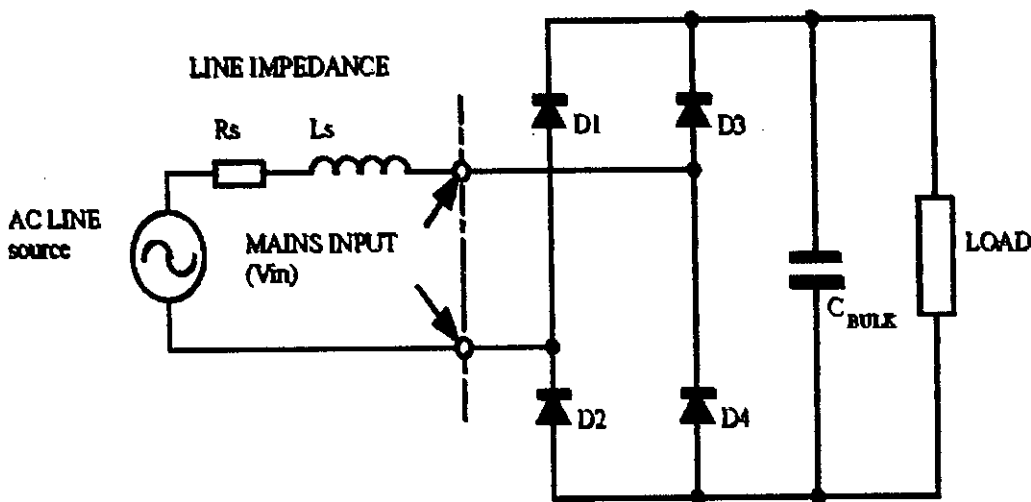 LINE IMPEDANCE
Rs
Ls
D1
D3
AC LINE
source
MAINS INPUT
(Vin)
LOAD
C BULK
D2
D4